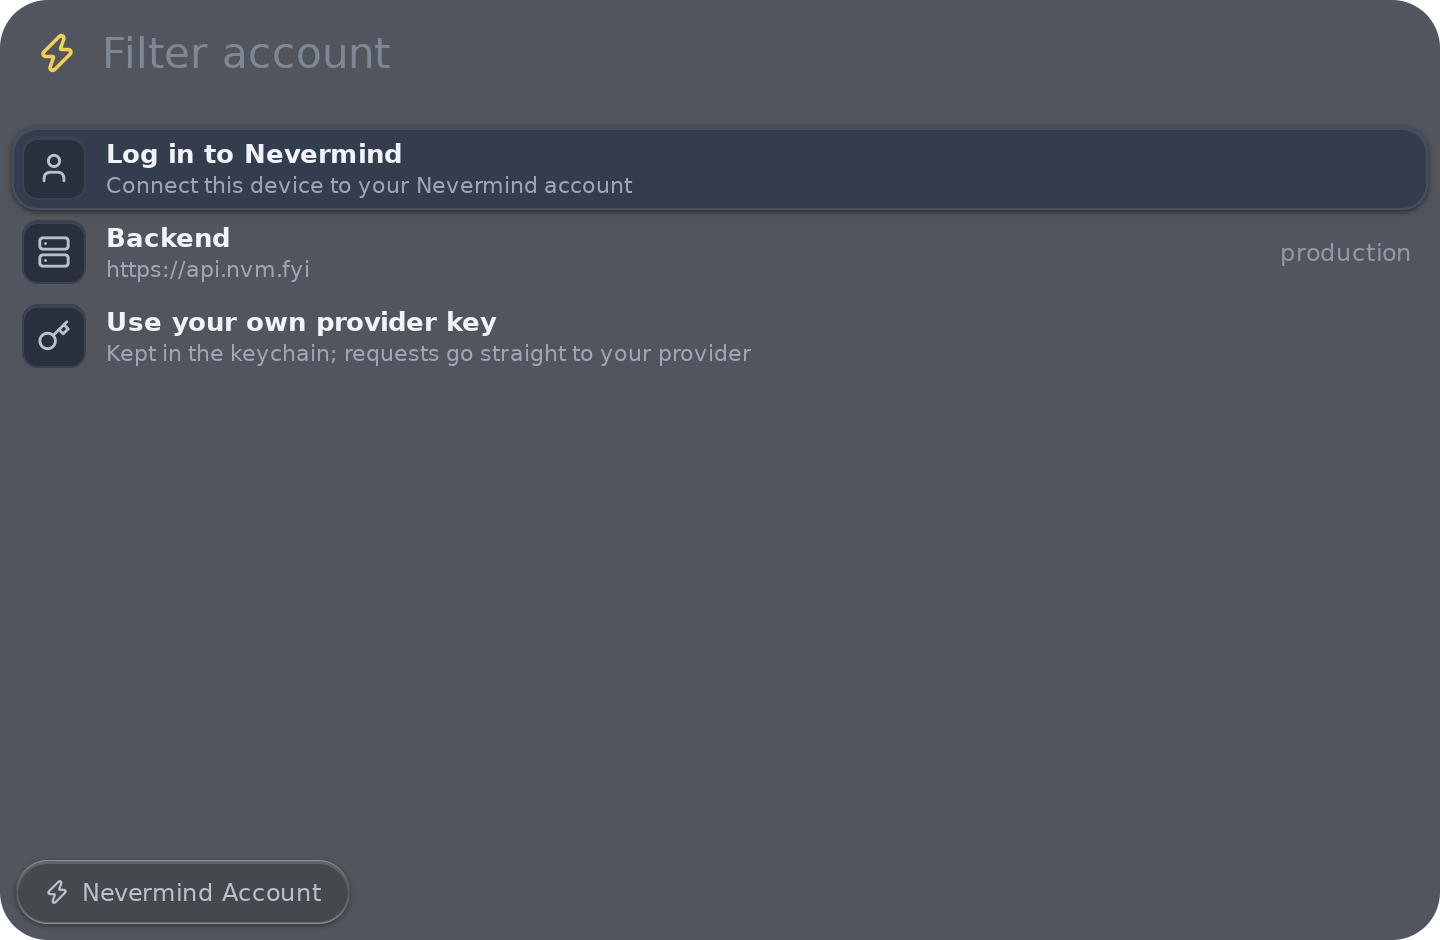 Filter account
Log in to Nevermind
Connect this device to your Nevermind account
Backend
https://api.nvm.fyi
production
Use your own provider key
Kept in the keychain; requests go straight to your provider
Nevermind Account